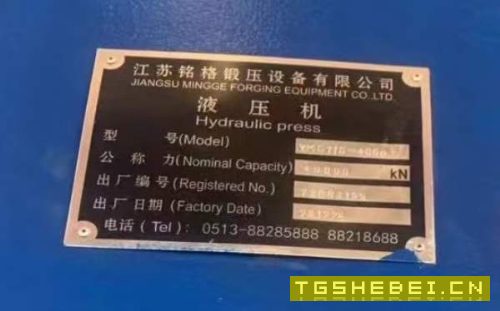 江苏铭格锻压设备有限公司
JIANGSU MINGGE FORGING EQUIPMENT CO.,LTD.
液压机
Hydraulic press
型 号(Model)
公 称 力(Nominal Capacity) kN
出厂编号(Registered No.)
出厂日期(Factory Date)
电话(Tel): 0513-88285888 88218688
TGSHEBEI.CN